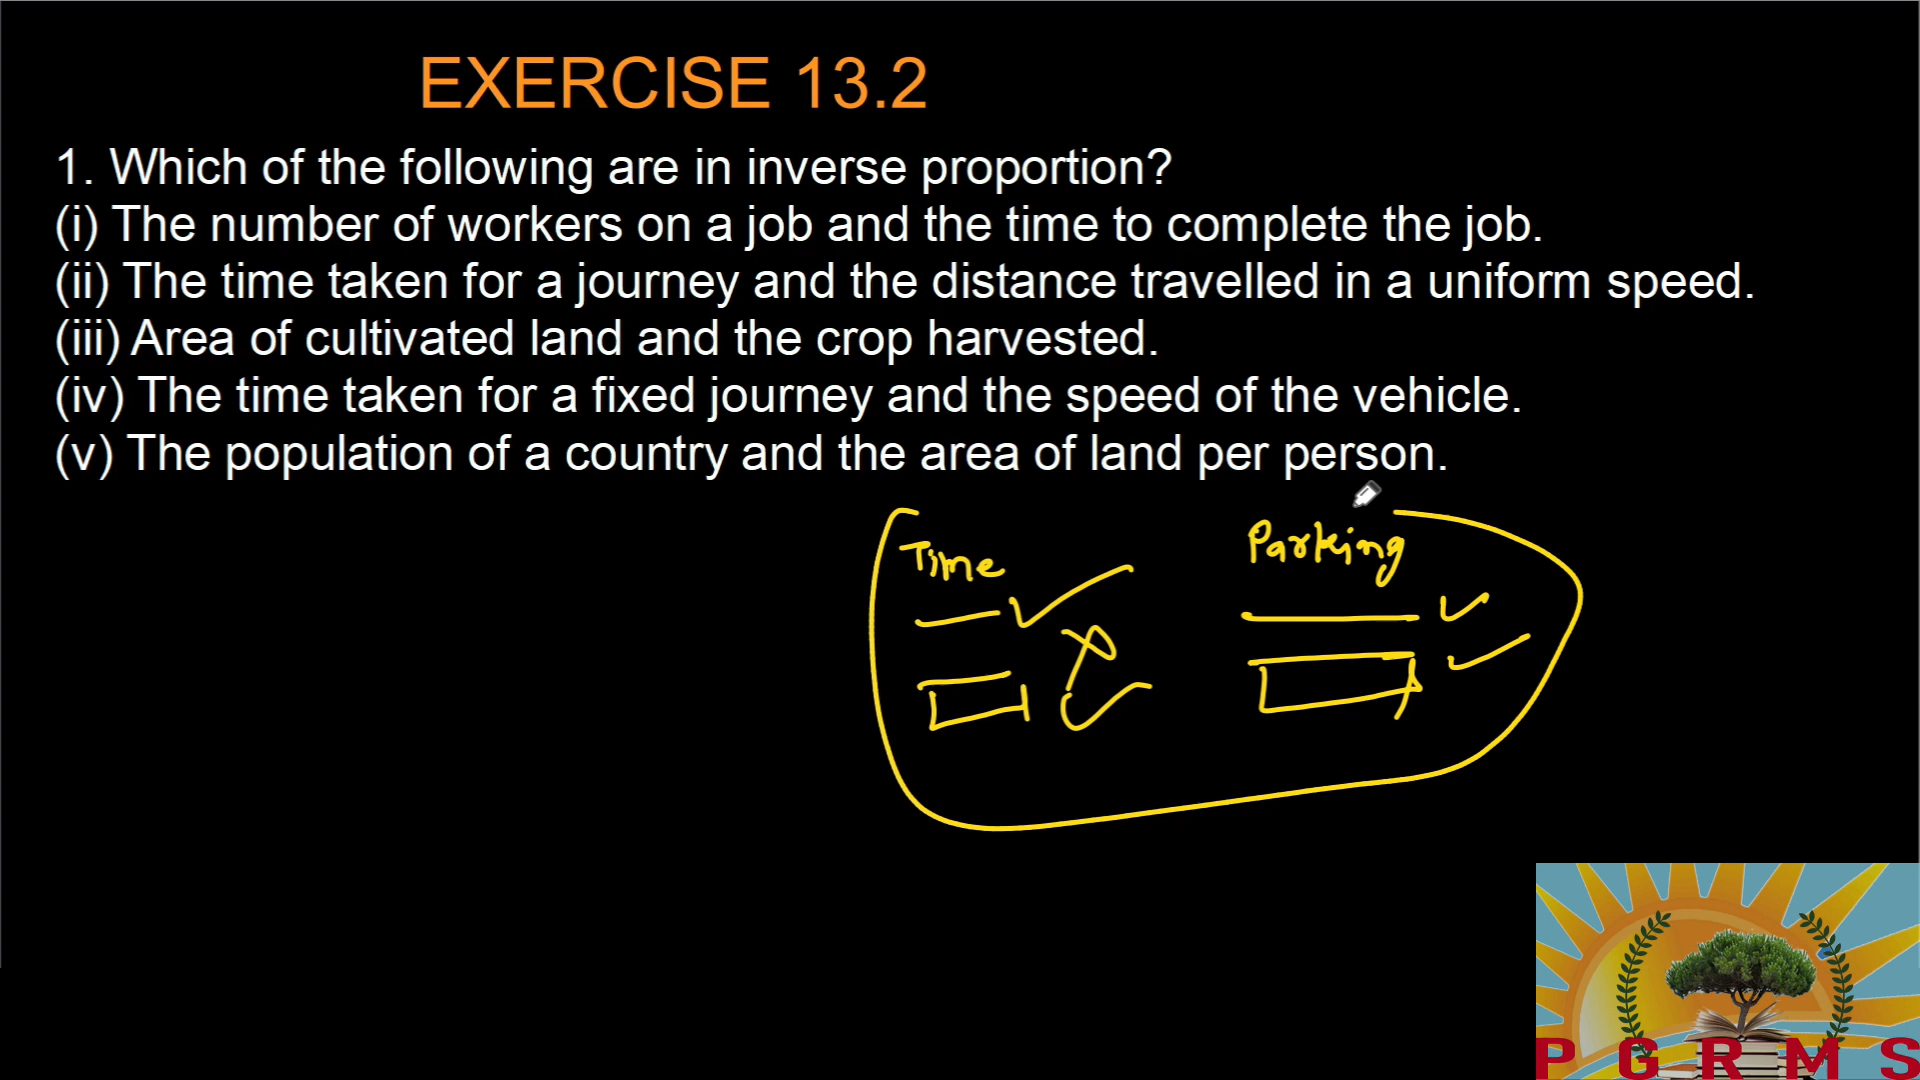 EXERCISE 13.2
1. Which of the following are in inverse proportion?
(i) The number of workers on a job and the time to complete the job.
(ii) The time taken for a journey and the distance travelled in a uniform speed.
(iii) Area of cultivated land and the crop harvested.
(iv) The time taken for a fixed journey and the speed of the vehicle.
(v) The population of a country and the area of land per person.
Time
Parking
P G R M S